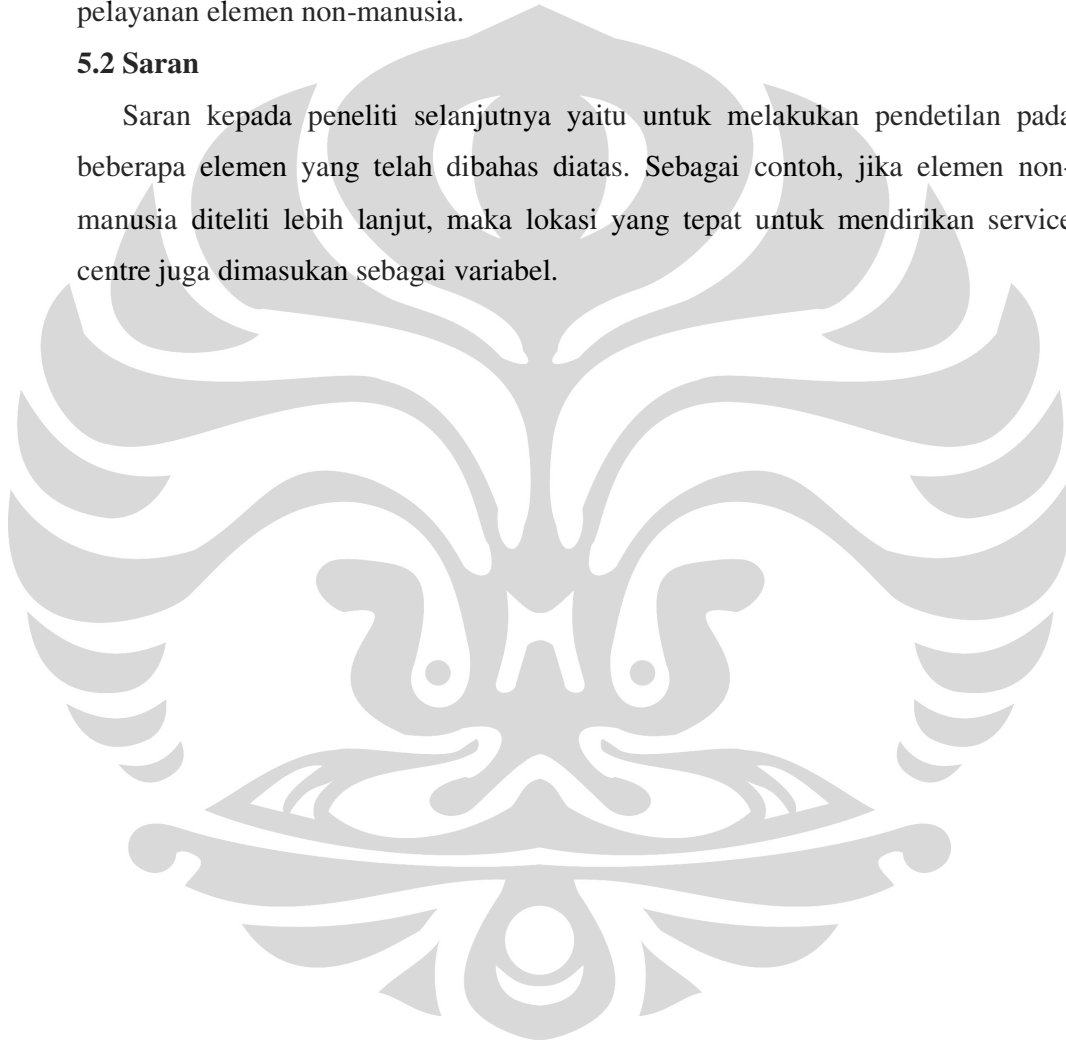 pelayanan elemen non-manusia.
5.2 Saran
Saran kepada peneliti selanjutnya yaitu untuk melakukan pendetilan pada
beberapa elemen yang telah dibahas diatas. Sebagai contoh, jika elemen non-
manusia diteliti lebih lanjut, maka lokasi yang tepat untuk mendirikan service
centre juga dimasukan sebagai variabel.